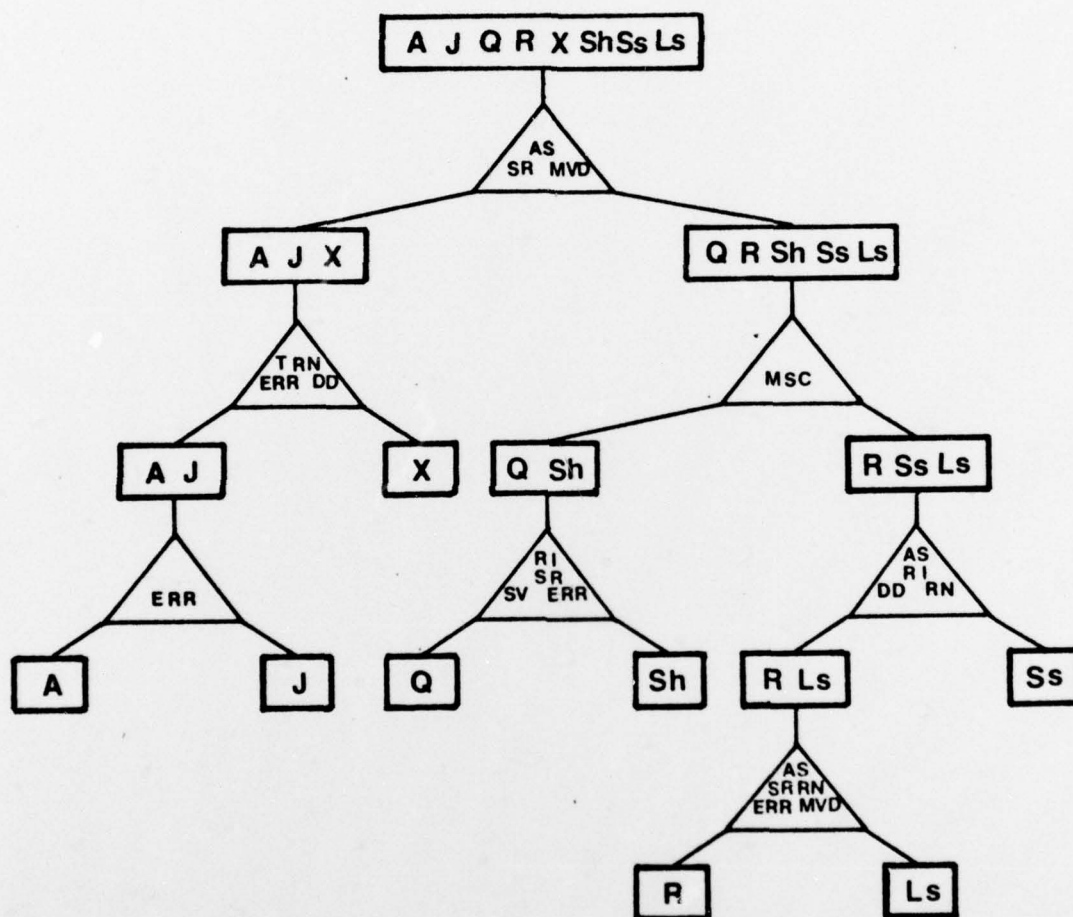 A J Q R X Sh Ss Ls
AS
SR MVD
A J X
Q R Sh Ss Ls
T RN
ERR DD
MSC
A J
X
Q Sh
R Ss Ls
ERR
RI
SR
SV ERR
AS
RI
DD RN
A
J
Q
Sh
R Ls
Ss
AS
SR RN
ERR MVD
R
Ls